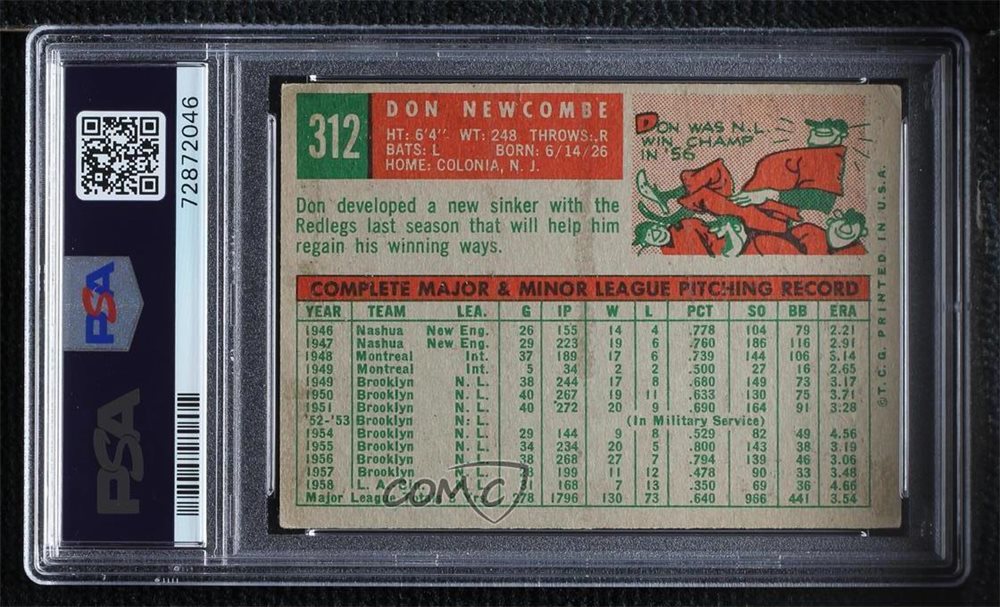 72872046
PSA
PSA
312
DON NEWCOMBE
HT: 6'4" WT: 248 THROWS: R
BATS: L BORN: 6/14/26
HOME: COLONIA, N. J.
Don developed a new sinker with the
Redlegs last season that will help him
regain his winning ways.
DON WAS N.L.
WIN CHAMP
IN '56
COMPLETE MAJOR & MINOR LEAGUE PITCHING RECORD
YEAR TEAM LEA. G IP W L PCT SO BB ERA
1946 Nashua New Eng. 26 155 14 4 .778 104 79 2.21
1947 Nashua New Eng. 29 223 19 6 .760 186 116 2.91
1948 Montreal Int. 37 189 17 6 .739 144 106 3.14
1949 Montreal Int. 5 34 2 2 .500 27 16 2.65
1949 Brooklyn N. L. 38 244 17 8 .680 149 73 3.17
1950 Brooklyn N. L. 40 267 19 11 .633 130 75 3.71
1951 Brooklyn N. L. 40 272 20 9 .690 164 91 3.28
'52-'53 Brooklyn N. L. (In Military Service)
1954 Brooklyn N. L. 29 144 9 8 .529 82 49 4.56
1955 Brooklyn N. L. 34 234 20 5 .800 143 38 3.19
1956 Brooklyn N. L. 38 268 27 7 .794 139 46 3.06
1957 Brooklyn N. L. 199 11 12 .478 90 33 3.48
1958 L. A. 168 7 13 .350 69 36 4.66
Major League 278 1796 130 73 .640 966 441 3.54
© T. C. G. PRINTED IN U.S.A.
COMC